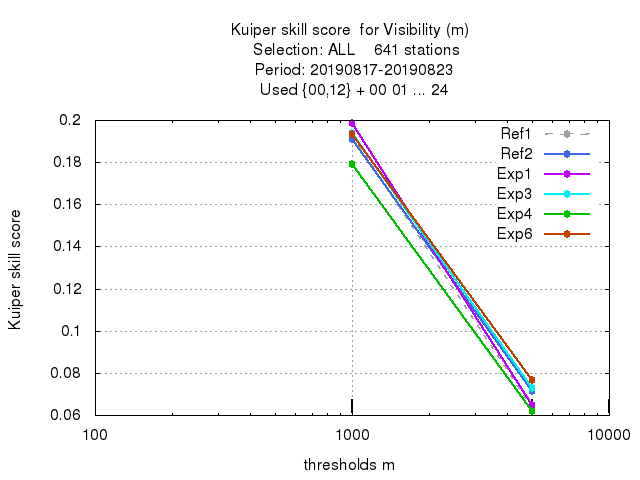 Kuiper skill score  for Visibility (m)
Selection: ALL    641 stations
Period: 20190817-20190823
Used {00,12} + 00 01 ... 24
Kuiper skill score
0.2
0.18
0.16
0.14
0.12
0.1
0.08
0.06
Ref1
Ref2
Exp1
Exp3
Exp4
Exp6
100
1000
10000
thresholds m